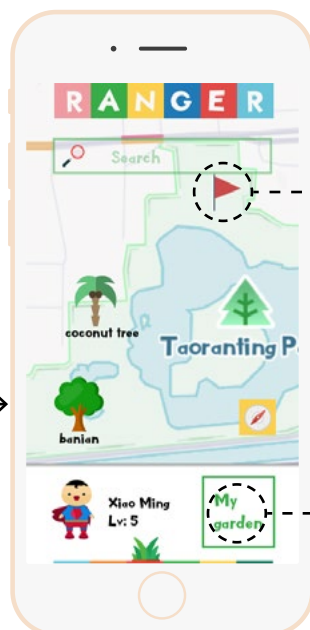 RANGER
Search
coconut tree
Taoranting P
banian
Xiao Ming
Lv: 5
My
garden